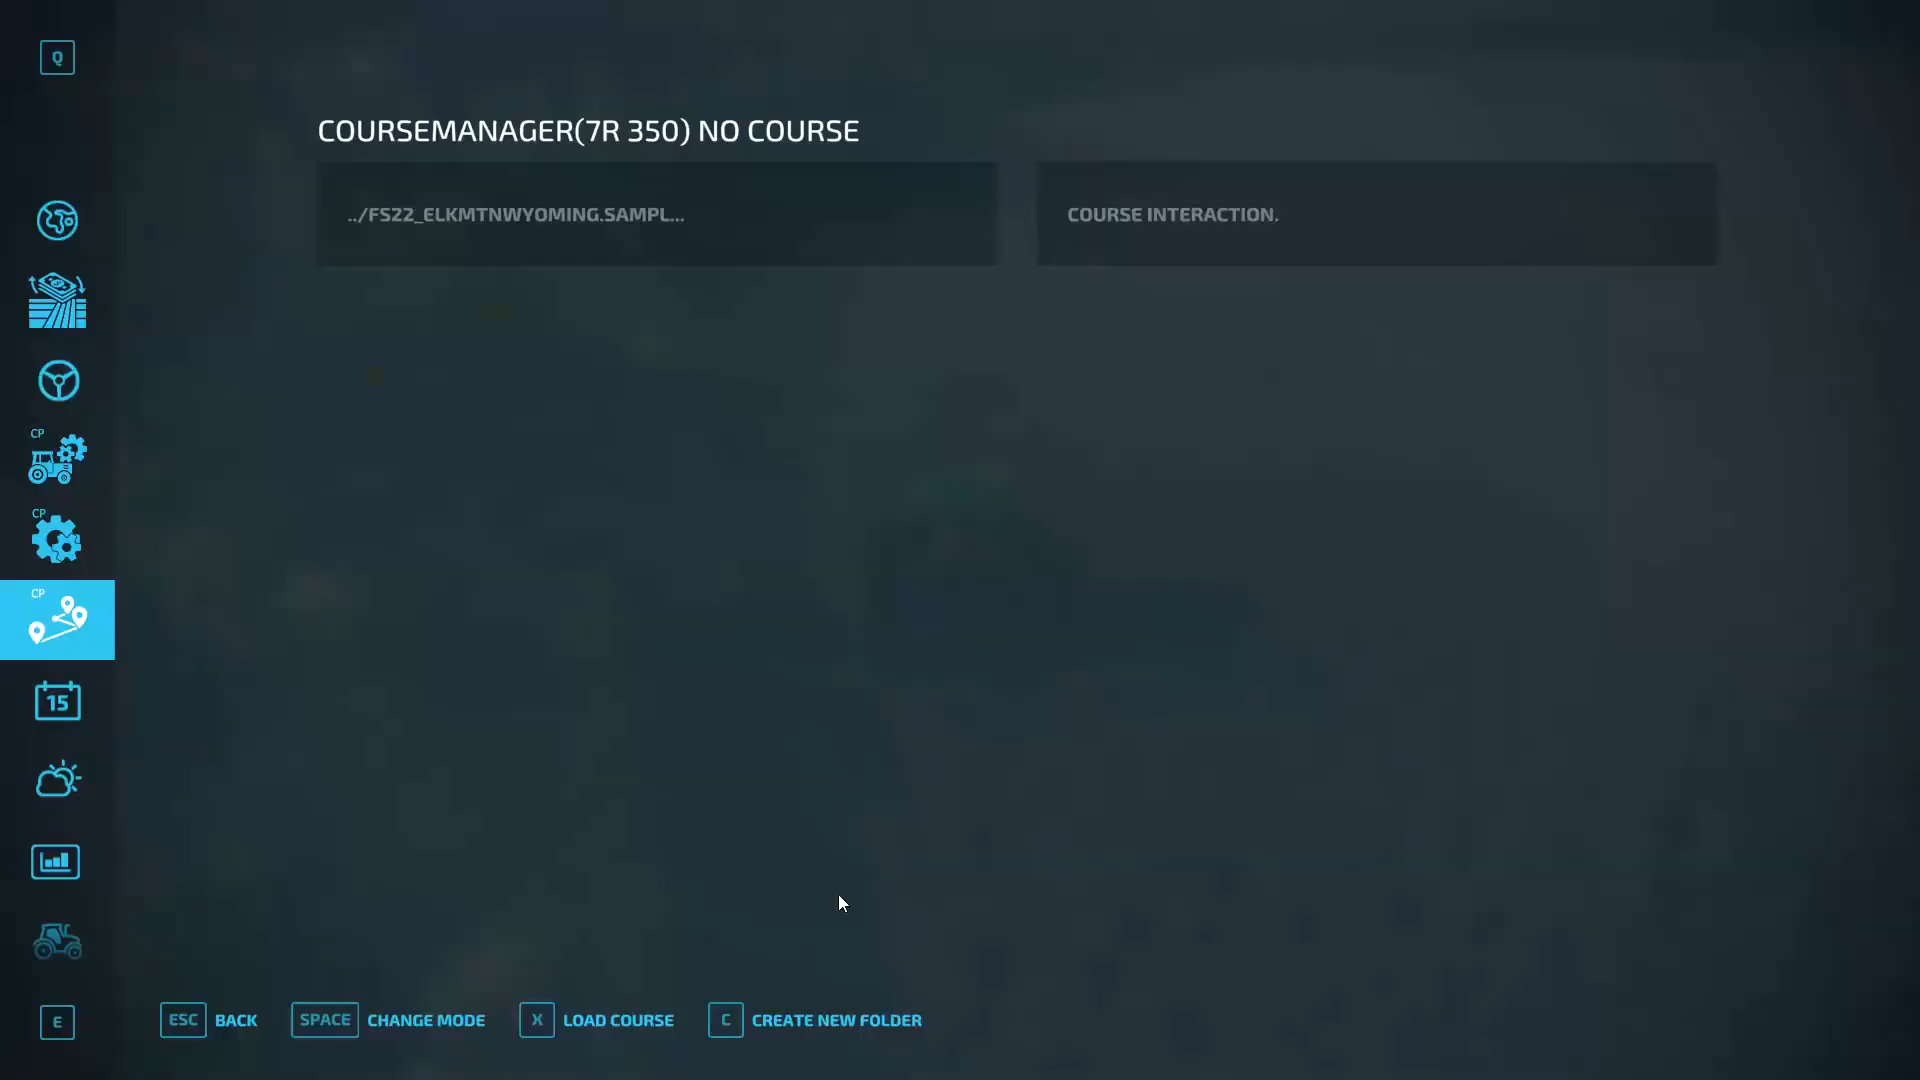 Q
COURSEMANAGER(7R 350) NO COURSE
../FS22_ELKMTNWYOMING.SAMPL...
COURSE INTERACTION.
CP
CP
CP
15
E
ESC BACK SPACE CHANGE MODE X LOAD COURSE C CREATE NEW FOLDER